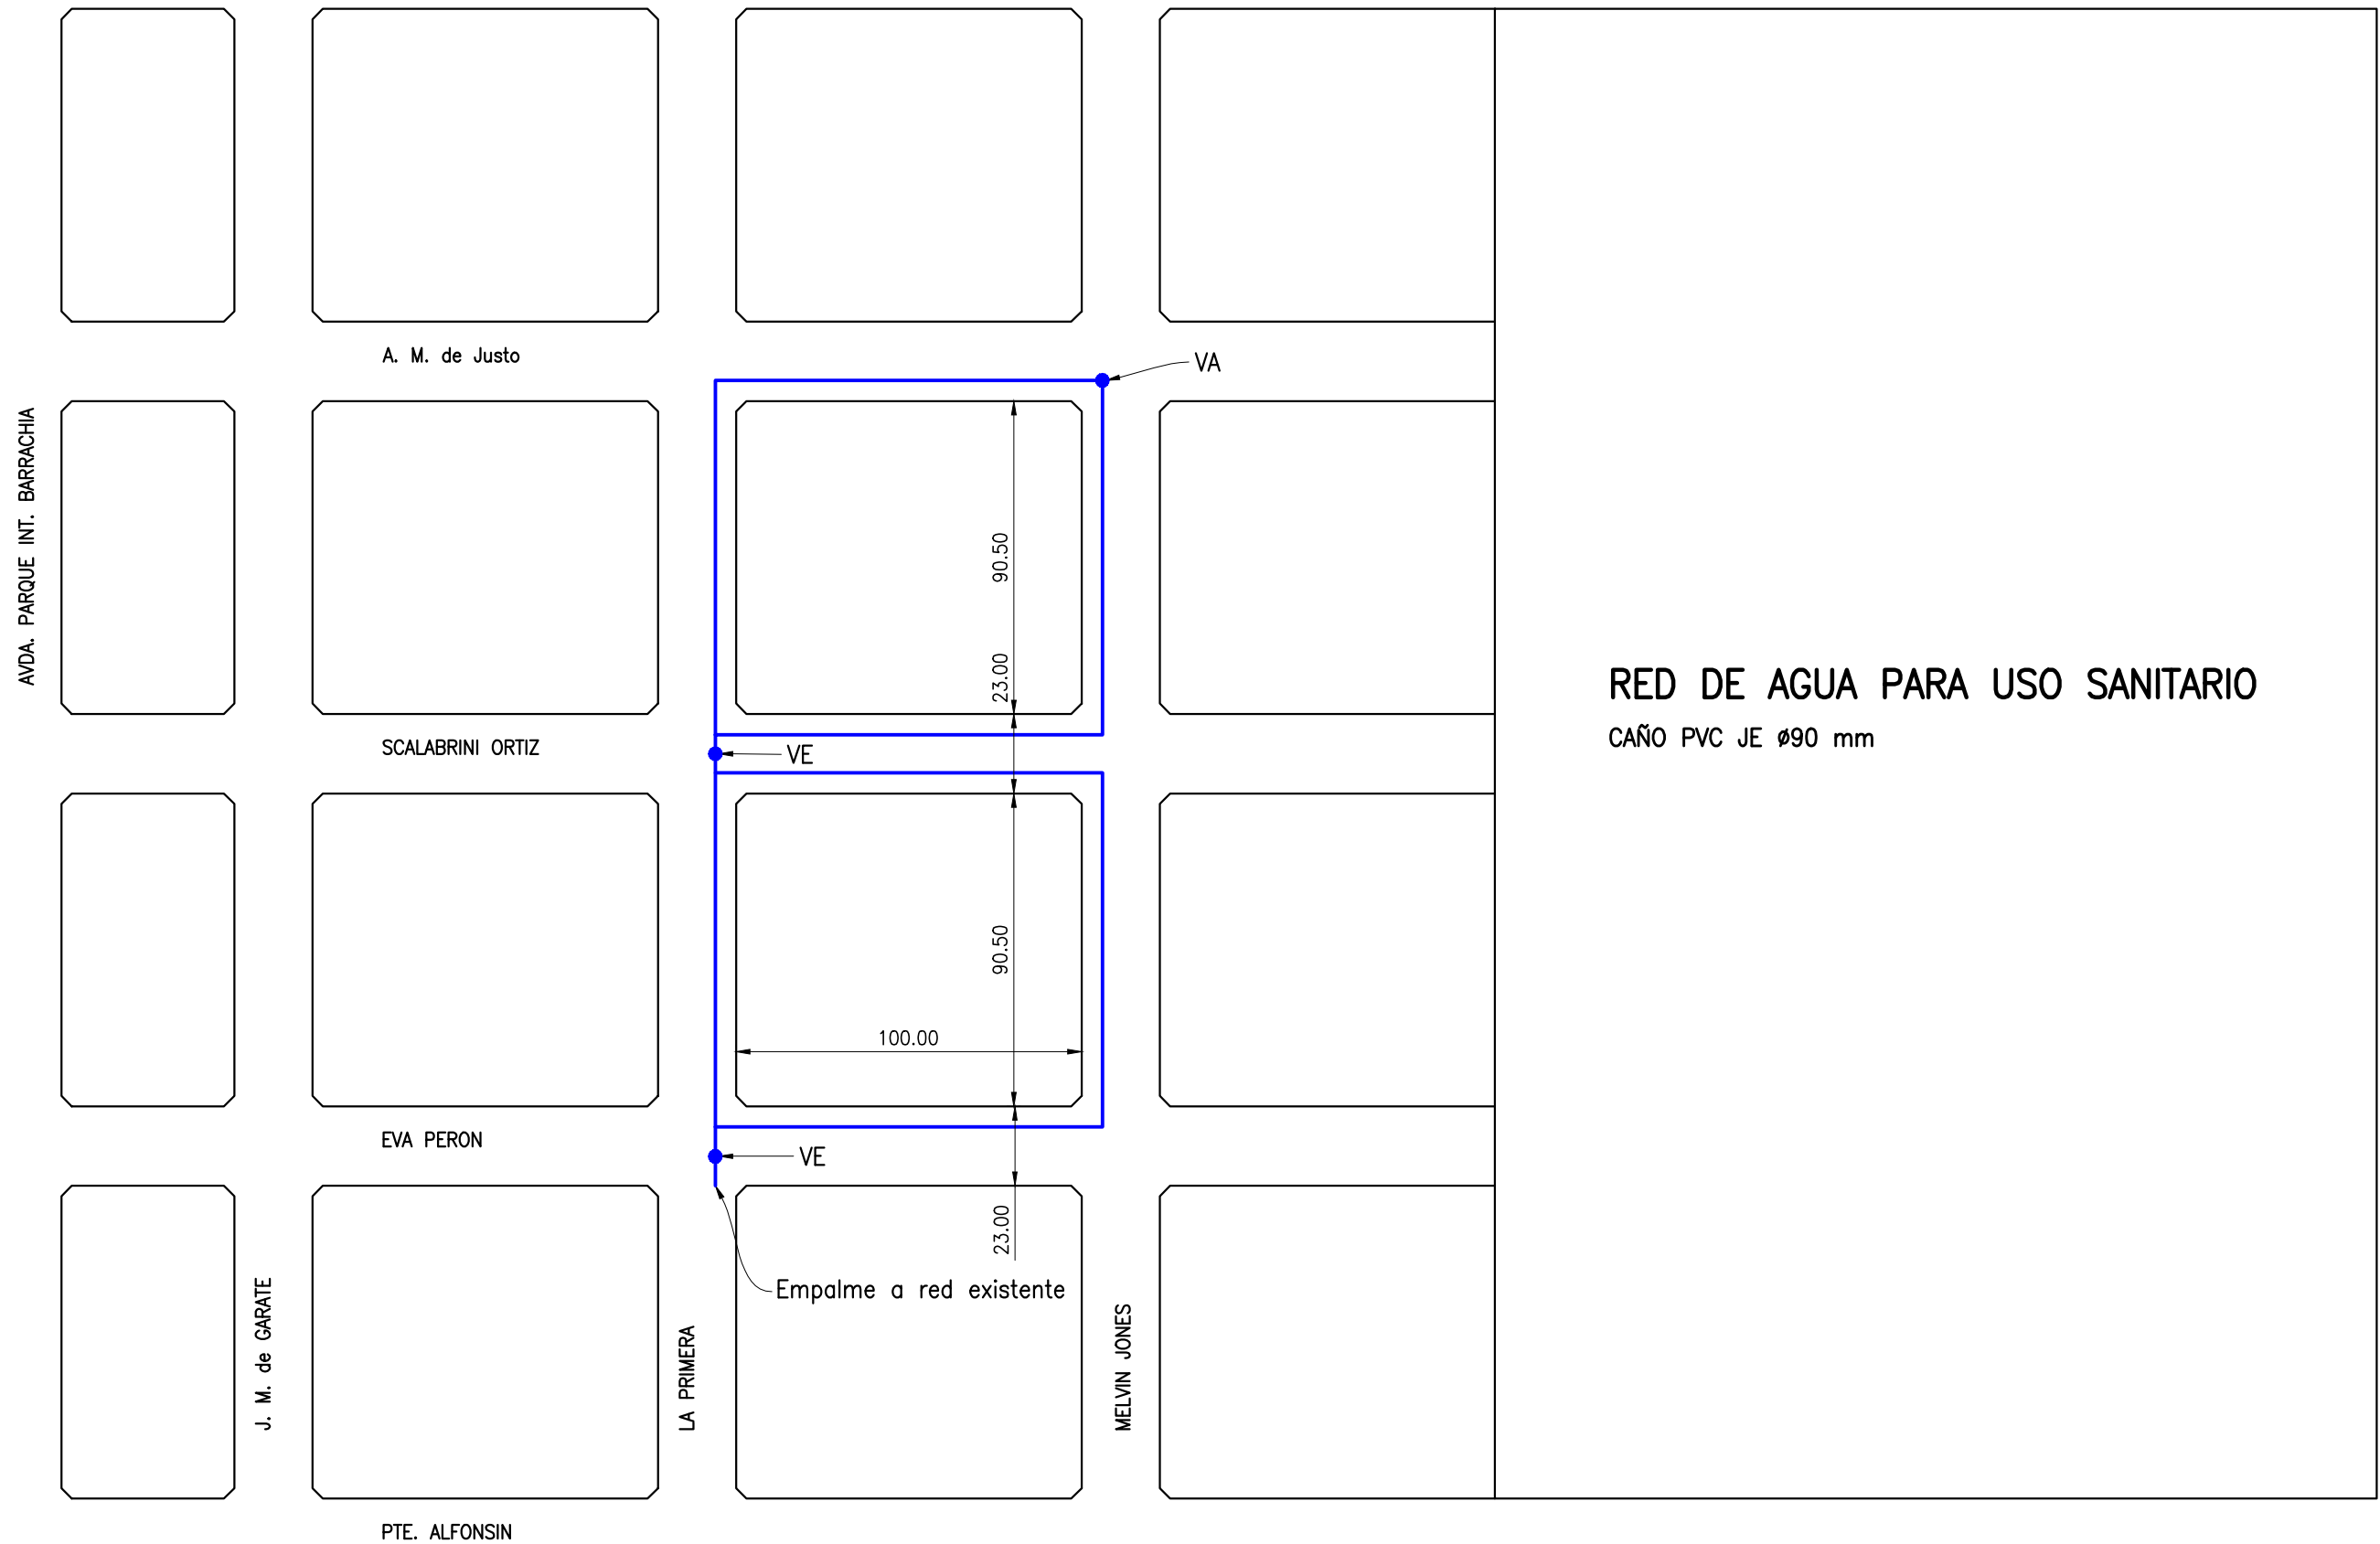 A. M. de Justo
VA
AVDA. PARQUE INT. BARRACHIA
90.50
23.00
RED DE AGUA PARA USO SANITARIO
CAÑO PVC JE ø90 mm
SCALABRINI ORTIZ
VE
90.50
100.00
EVA PERON
VE
23.00
Empalme a red existente
J. M. de GARATE
LA PRIMERA
MELVIN JONES
PTE. ALFONSIN